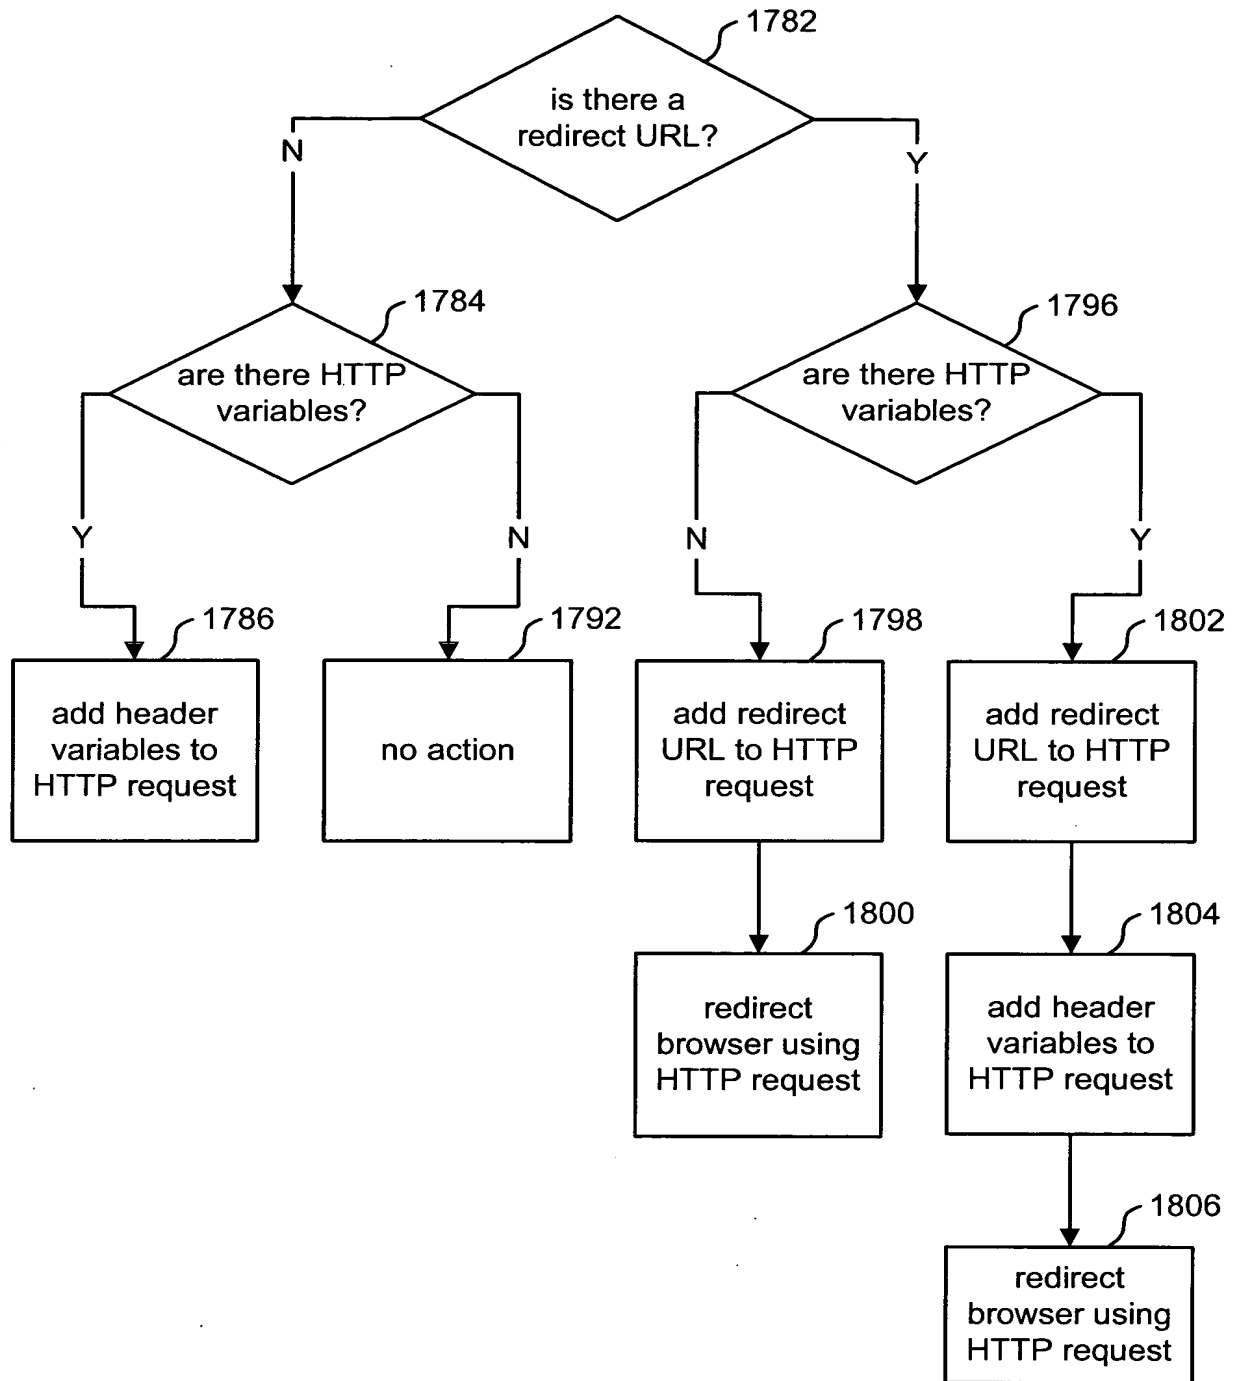 1782
is there a
redirect URL?
N
Y
1784
1796
are there HTTP
variables?
are there HTTP
variables?
Y
N
N
Y
1786
1792
1798
1802
add header
variables to
HTTP request
no action
add redirect
URL to HTTP
request
add redirect
URL to HTTP
request
1800
1804
redirect
browser using
HTTP request
add header
variables to
HTTP request
1806
redirect
browser using
HTTP request